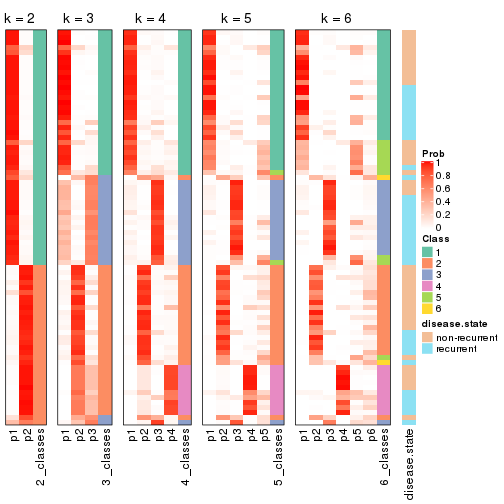 k = 2
k = 3
k = 4
k = 5
k = 6
p1
p2
2_classes
p1
p2
p3
3_classes
p1
p2
p3
p4
4_classes
p1
p2
p3
p4
p5
5_classes
p1
p2
p3
p4
p5
p6
6_classes
disease.state
Prob
1
0.8
0.6
0.4
0.2
0
Class
1
2
3
4
5
6
disease.state
non-recurrent
recurrent